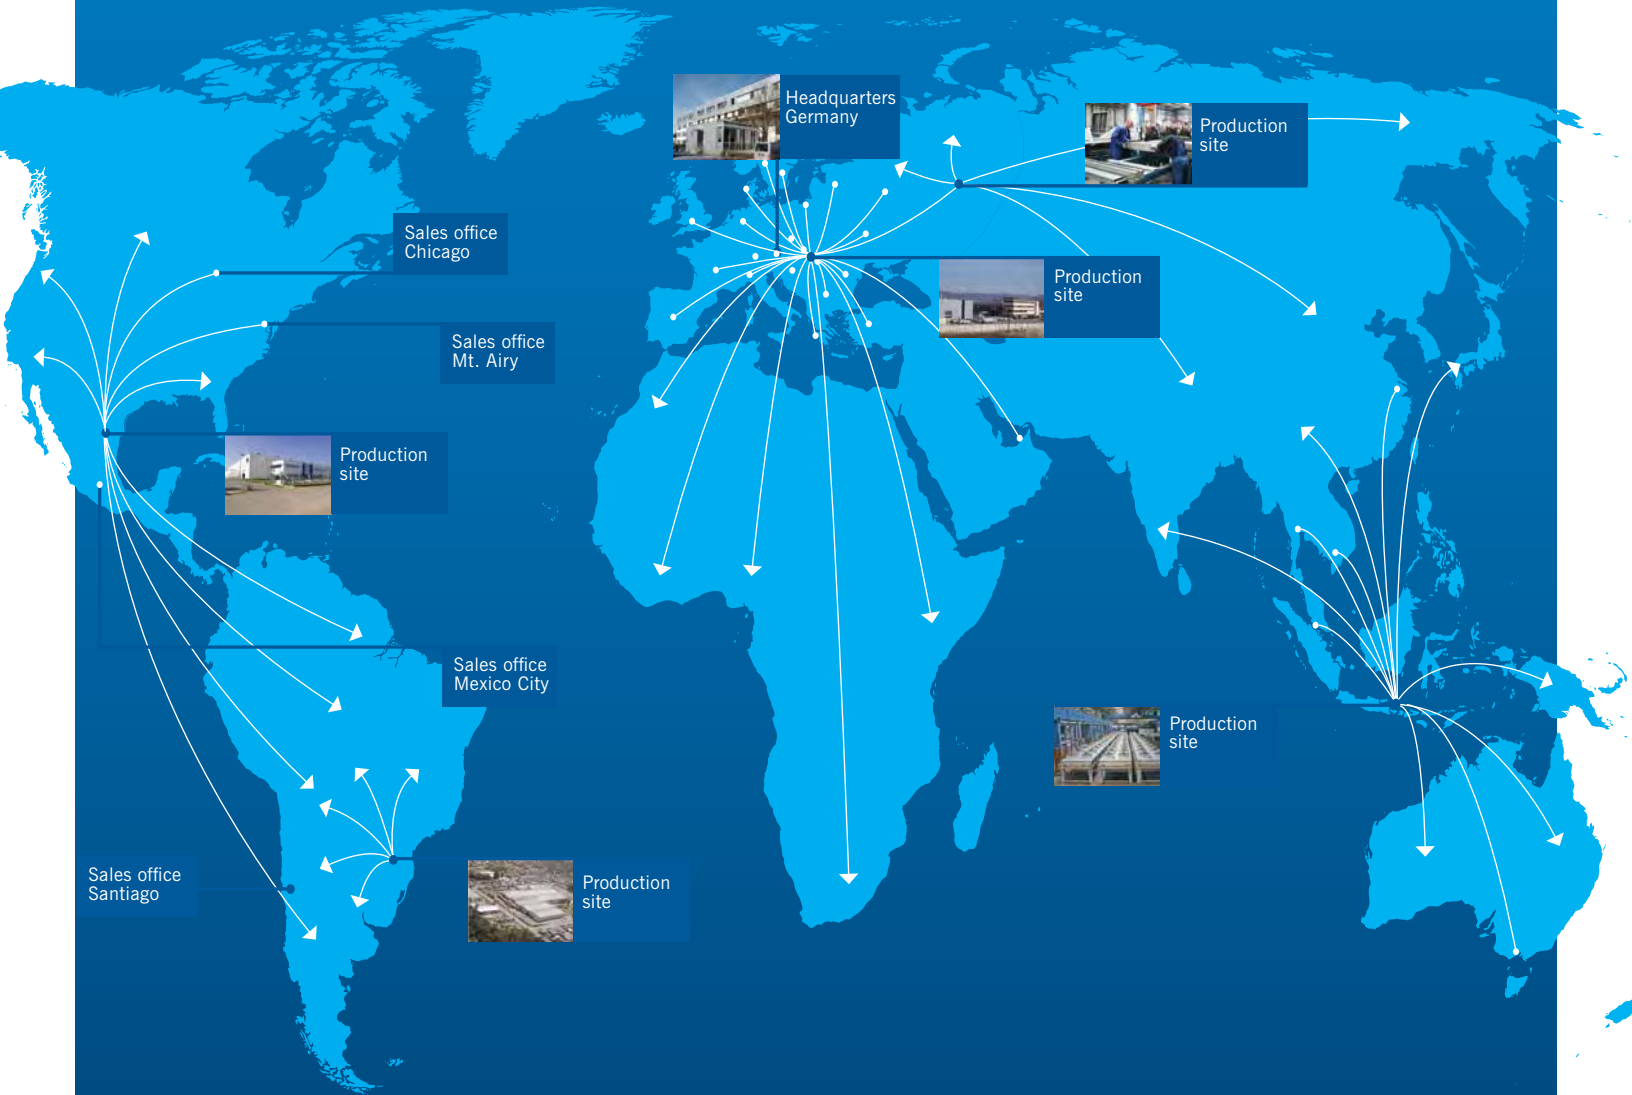 Headquarters
Germany
Production
site
Sales office
Chicago
Production
site
Sales office
Mt. Airy
Production
site
Sales office
Mexico City
Production
site
Sales office
Santiago
Production
site